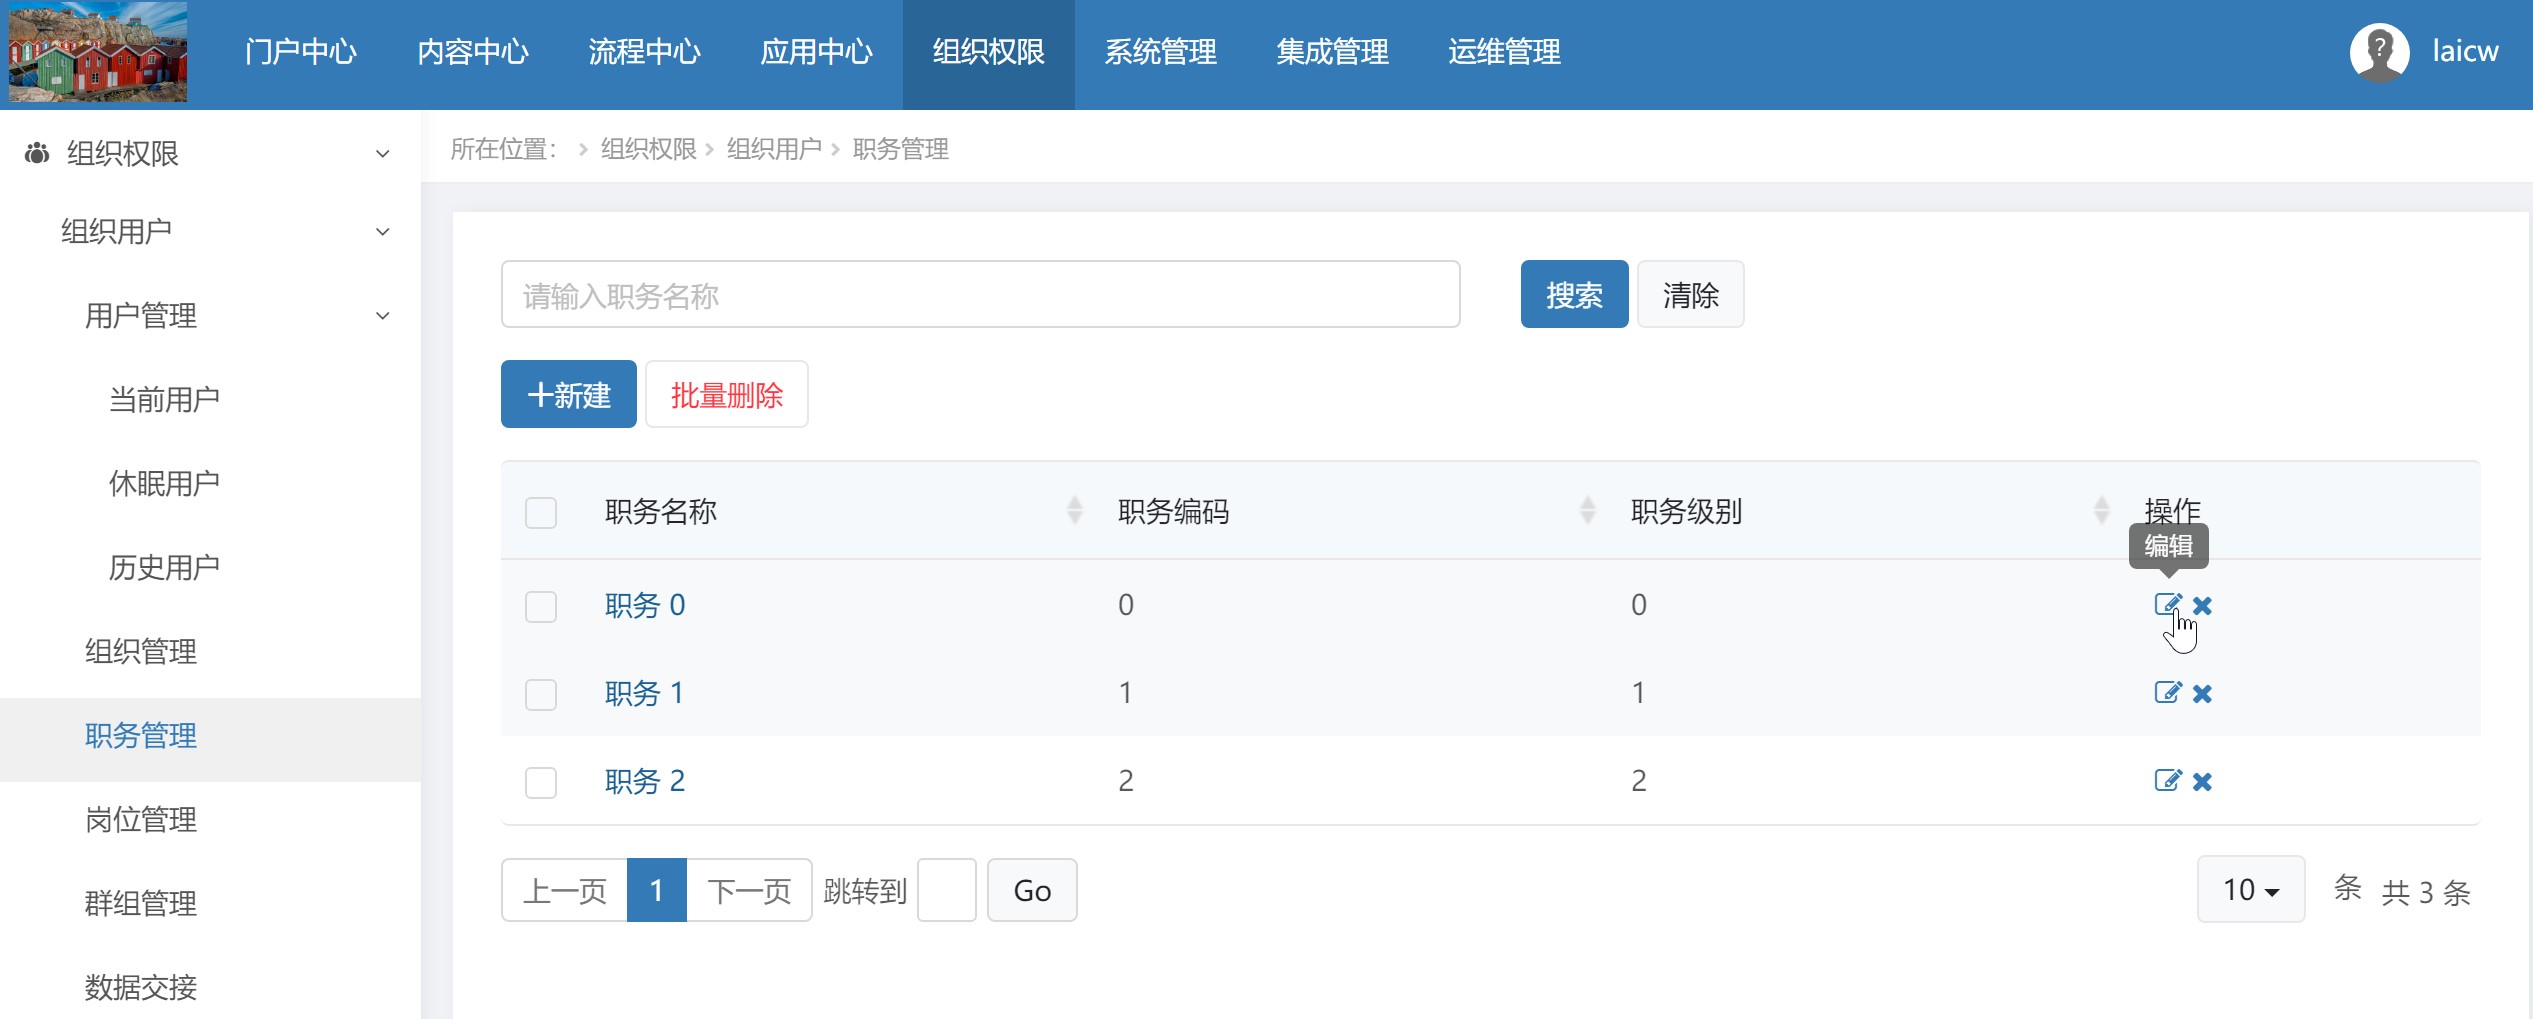 门户中心 内容中心 流程中心 应用中心 组织权限 系统管理 集成管理 运维管理 laicw
组织权限
组织用户
用户管理
当前用户
休眠用户
历史用户
组织管理
职务管理
岗位管理
群组管理
数据交接
所在位置： 组织权限 组织用户 职务管理
请输入职务名称 搜索 清除
新建 批量删除
职务名称 职务编码 职务级别 操作
编辑
职务 0 0 0
职务 1 1 1
职务 2 2 2
上一页 1 下一页 跳转到 Go 10 条 共 3 条